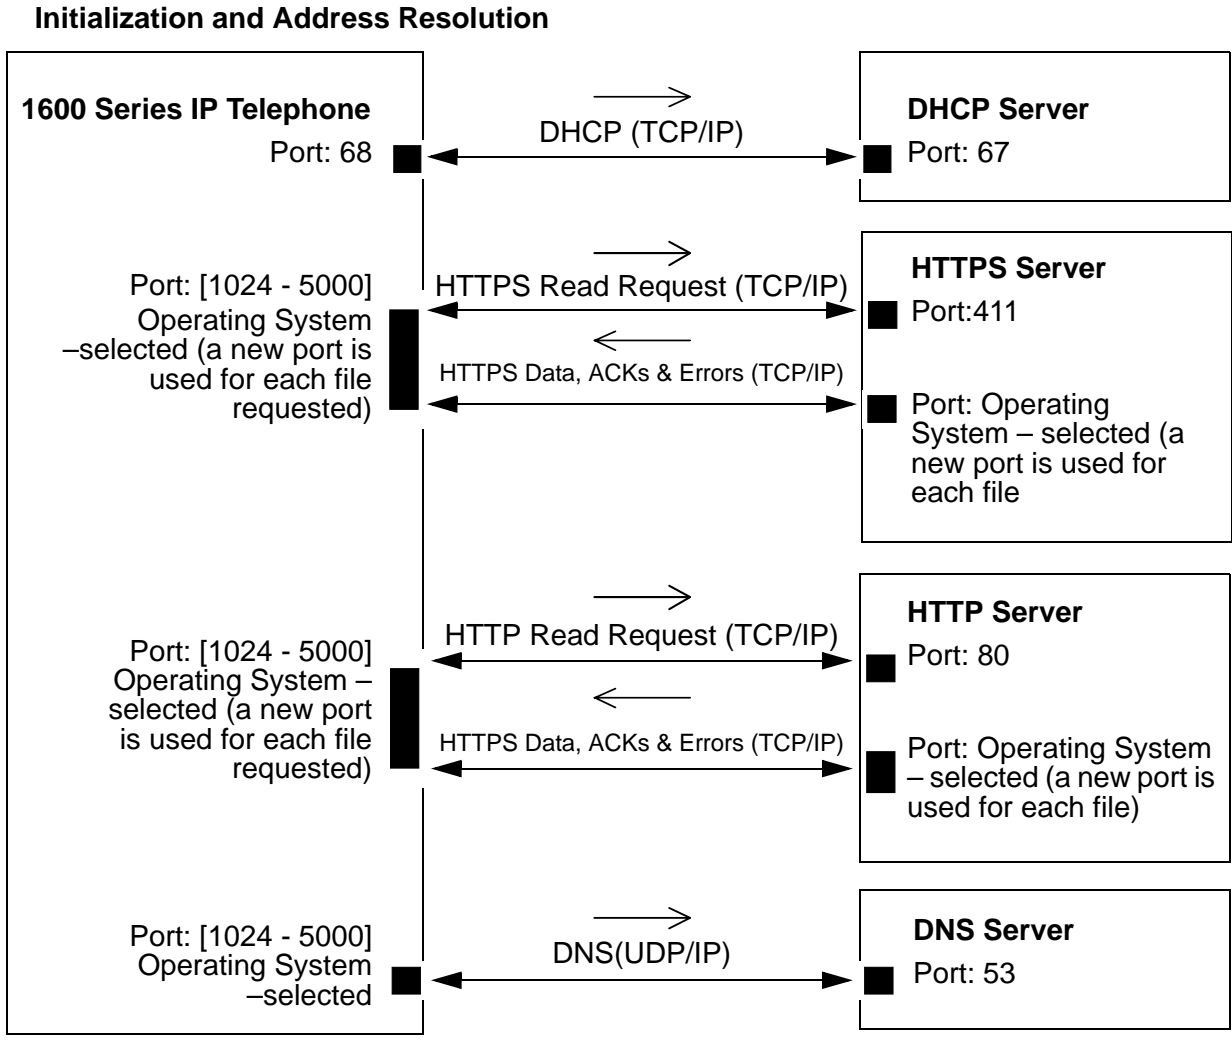 Initialization and Address Resolution
1600 Series IP Telephone
Port: 68
DHCP (TCP/IP)
DHCP Server
Port: 67
Port: [1024 - 5000]
Operating System
–selected (a new port is
used for each file
requested)
HTTPS Read Request (TCP/IP)
HTTPS Data, ACKs & Errors (TCP/IP)
HTTPS Server
Port:411
Port: Operating
System – selected (a
new port is used for
each file
Port: [1024 - 5000]
Operating System –
selected (a new port
is used for each file
requested)
HTTP Read Request (TCP/IP)
HTTPS Data, ACKs & Errors (TCP/IP)
HTTP Server
Port: 80
Port: Operating System
– selected (a new port is
used for each file)
Port: [1024 - 5000]
Operating System
–selected
DNS(UDP/IP)
DNS Server
Port: 53